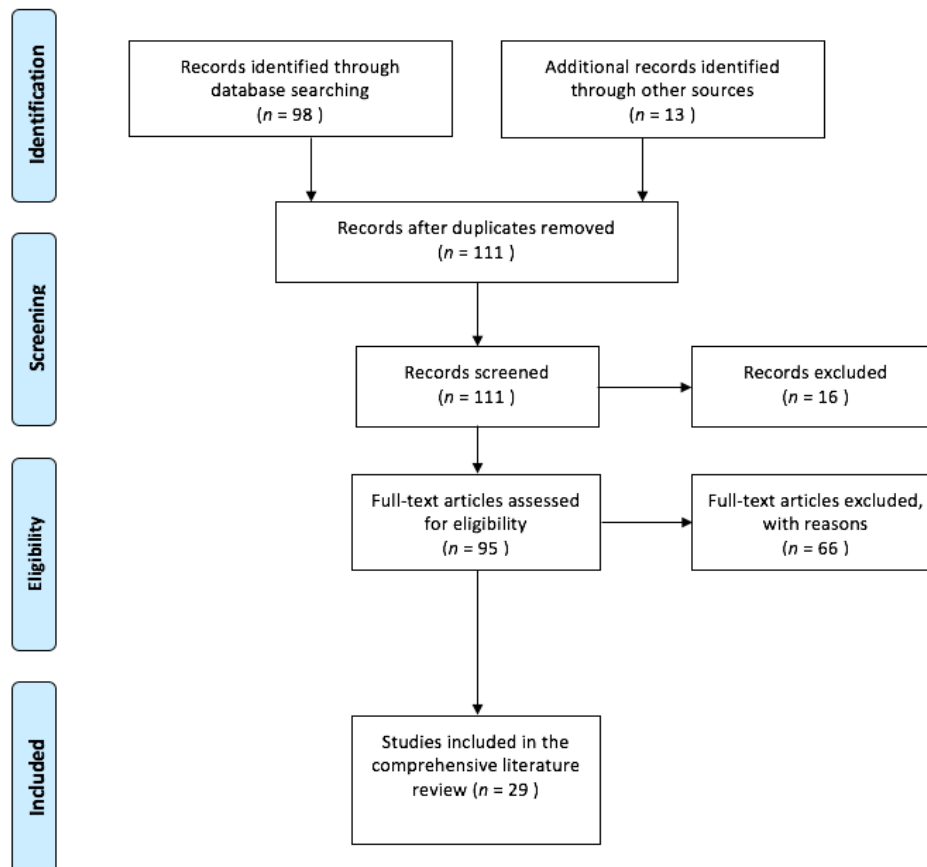 Identification
Records identified through
database searching
(n = 98 )
Additional records identified
through other sources
(n = 13 )
Records after duplicates removed
(n = 111 )
Screening
Records screened
(n = 111 )
Records excluded
(n = 16 )
Eligibility
Full-text articles assessed
for eligibility
(n = 95 )
Full-text articles excluded,
with reasons
(n = 66 )
Included
Studies included in the
comprehensive literature
review (n = 29 )